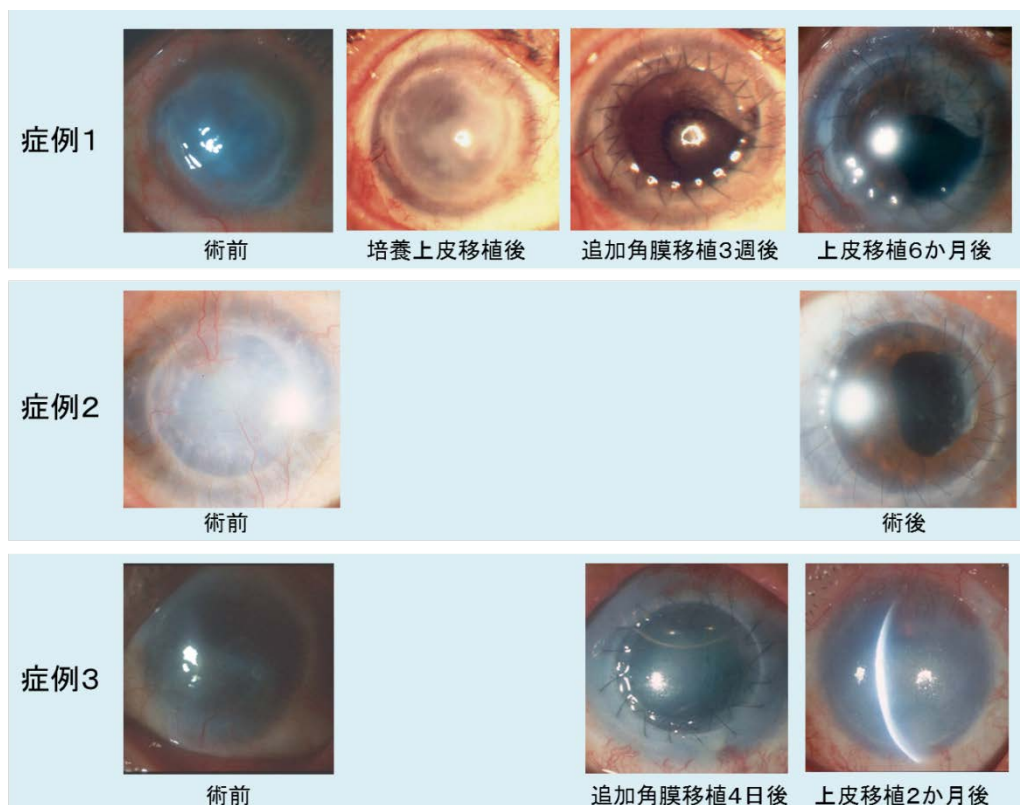 症例1
術前
培養上皮移植後
追加角膜移植3週後
上皮移植6か月後
症例2
術前
術後
症例3
術前
追加角膜移植4日後
上皮移植2か月後